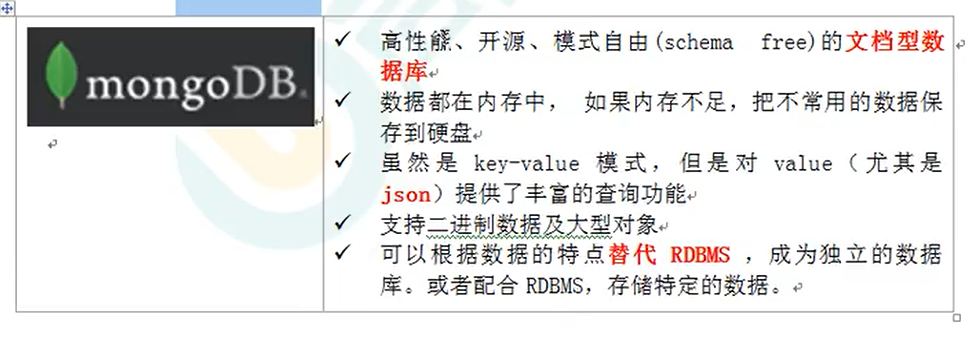 mongoDB
高性能、开源、模式自由(schema free)的文档型数
据库
数据都在内存中， 如果内存不足，把不常用的数据保
存到硬盘
虽然是 key-value 模式，但是对 value（尤其是
json）提供了丰富的查询功能
支持二进制数据及大型对象
可以根据数据的特点替代 RDBMS ，成为独立的数据
库。或者配合 RDBMS，存储特定的数据。